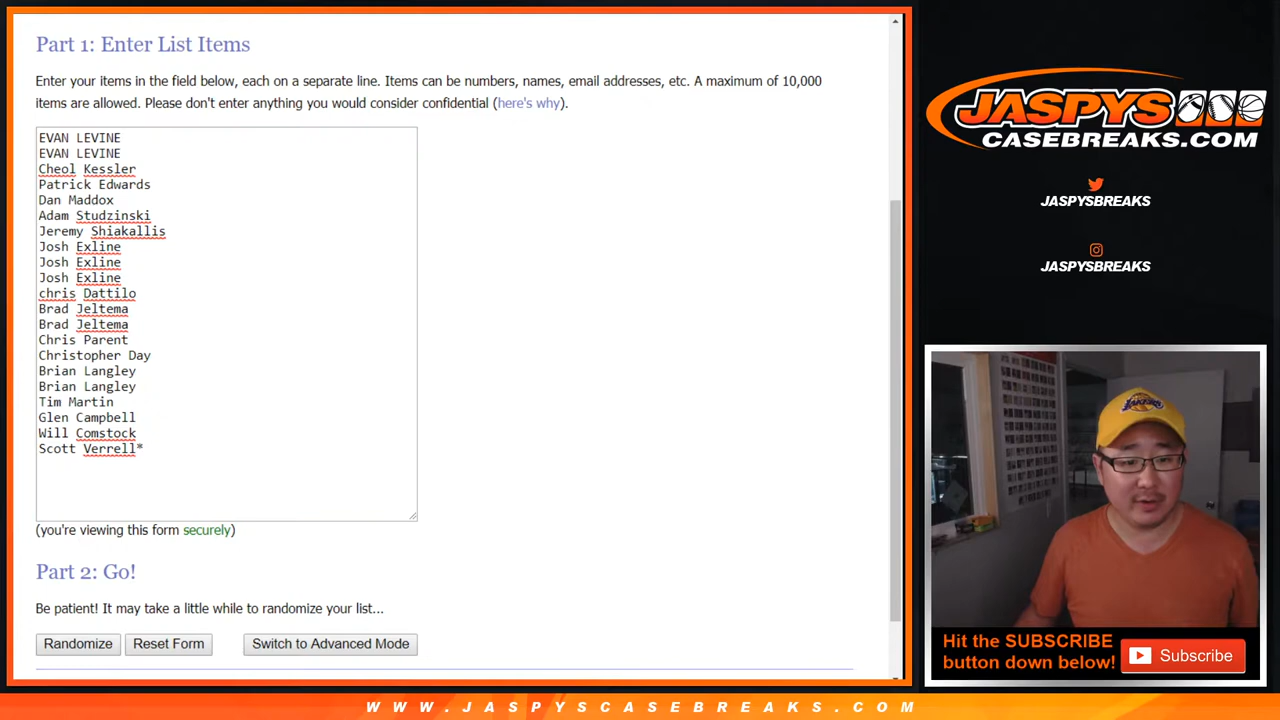 Part 1: Enter List Items
Enter your items in the field below, each on a separate line. Items can be numbers, names, email addresses, etc. A maximum of 10,000
items are allowed. Please don't enter anything you would consider confidential (here's why).
EVAN LEVINE
EVAN LEVINE
Cheol Kessler
Patrick Edwards
Dan Maddox
Adam Studzinski
Jeremy Shiakallis
Josh Exline
Josh Exline
Josh Exline
chris Dattilo
Brad Jeltema
Brad Jeltema
Chris Parent
Christopher Day
Brian Langley
Brian Langley
Tim Martin
Glen Campbell
Will Comstock
Scott Verrell*
(you're viewing this form securely)
Part 2: Go!
Be patient! It may take a little while to randomize your list...
Randomize Reset Form Switch to Advanced Mode
JASPYS
CASEBREAKS.COM
JASPYSBREAKS
JASPYSBREAKS
LAKERS
Hit the SUBSCRIBE
button down below!
Subscribe
WWW.JASPYSCASEBREAKS.COM